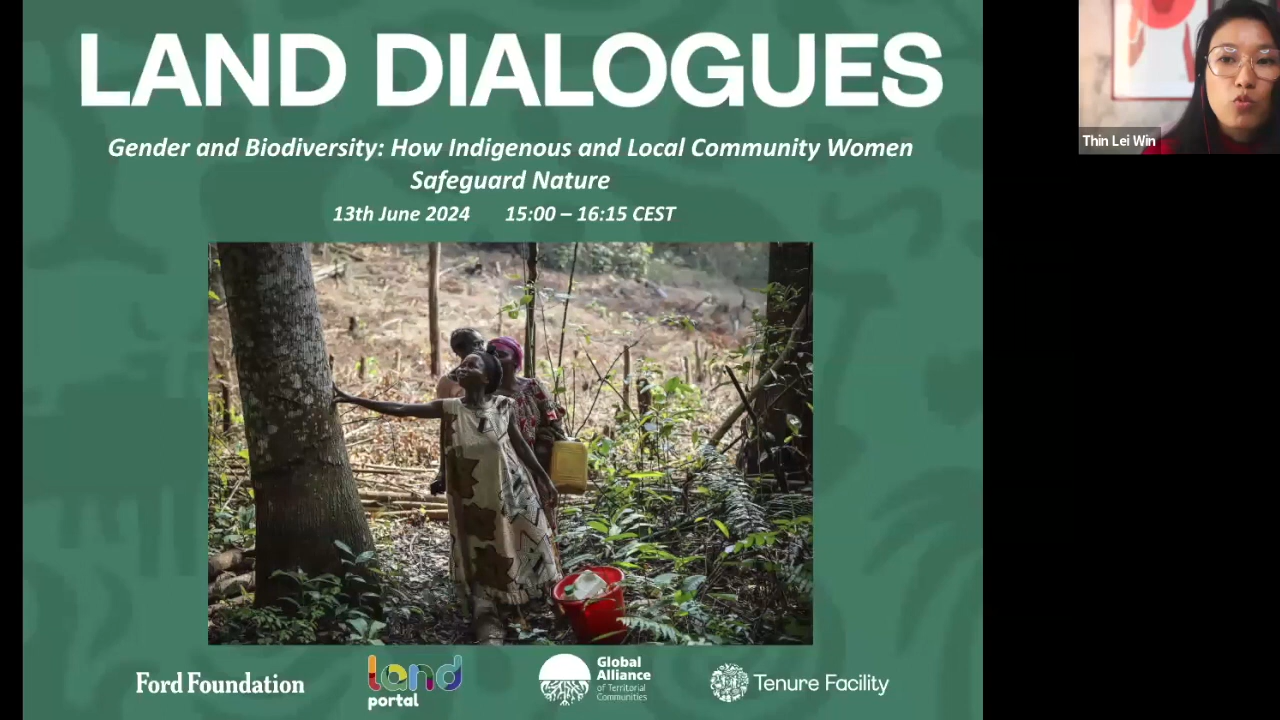 LAND DIALOGUES
Gender and Biodiversity: How Indigenous and Local Community Women
Safeguard Nature
13th June 2024 15:00 – 16:15 CEST
Thin Lei Win
Ford Foundation
land
portal
Global
Alliance
of Territorial
Communities
Tenure Facility